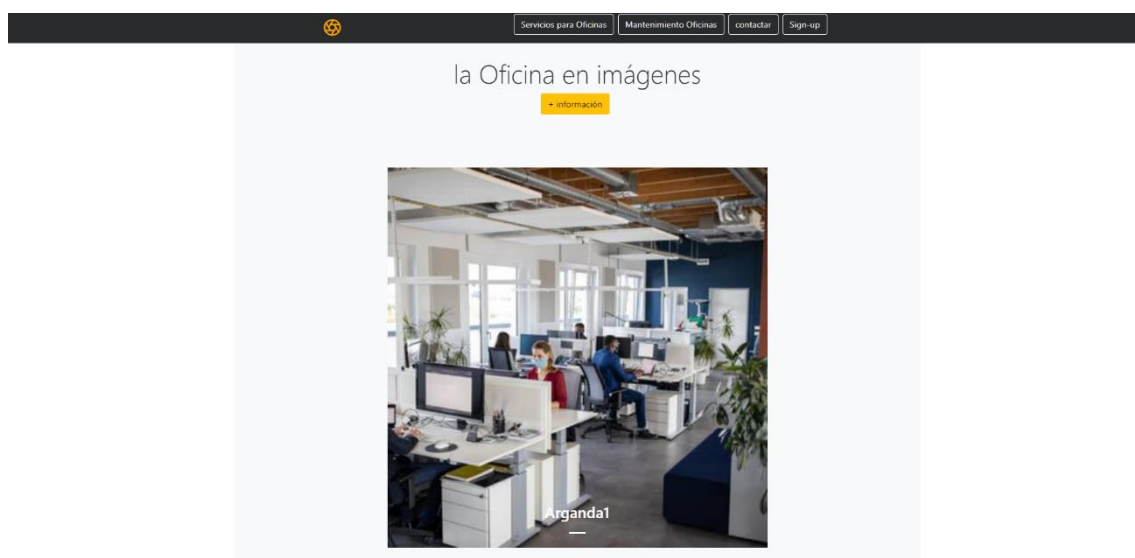 Servicios para Oficinas Mantenimiento Oficinas contactar Sign-up
la Oficina en imágenes
+ información
Arganda1